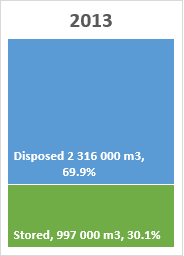 2013
Disposed 2 316 000 m3,
69.9%
Stored, 997 000 m3, 30.1%